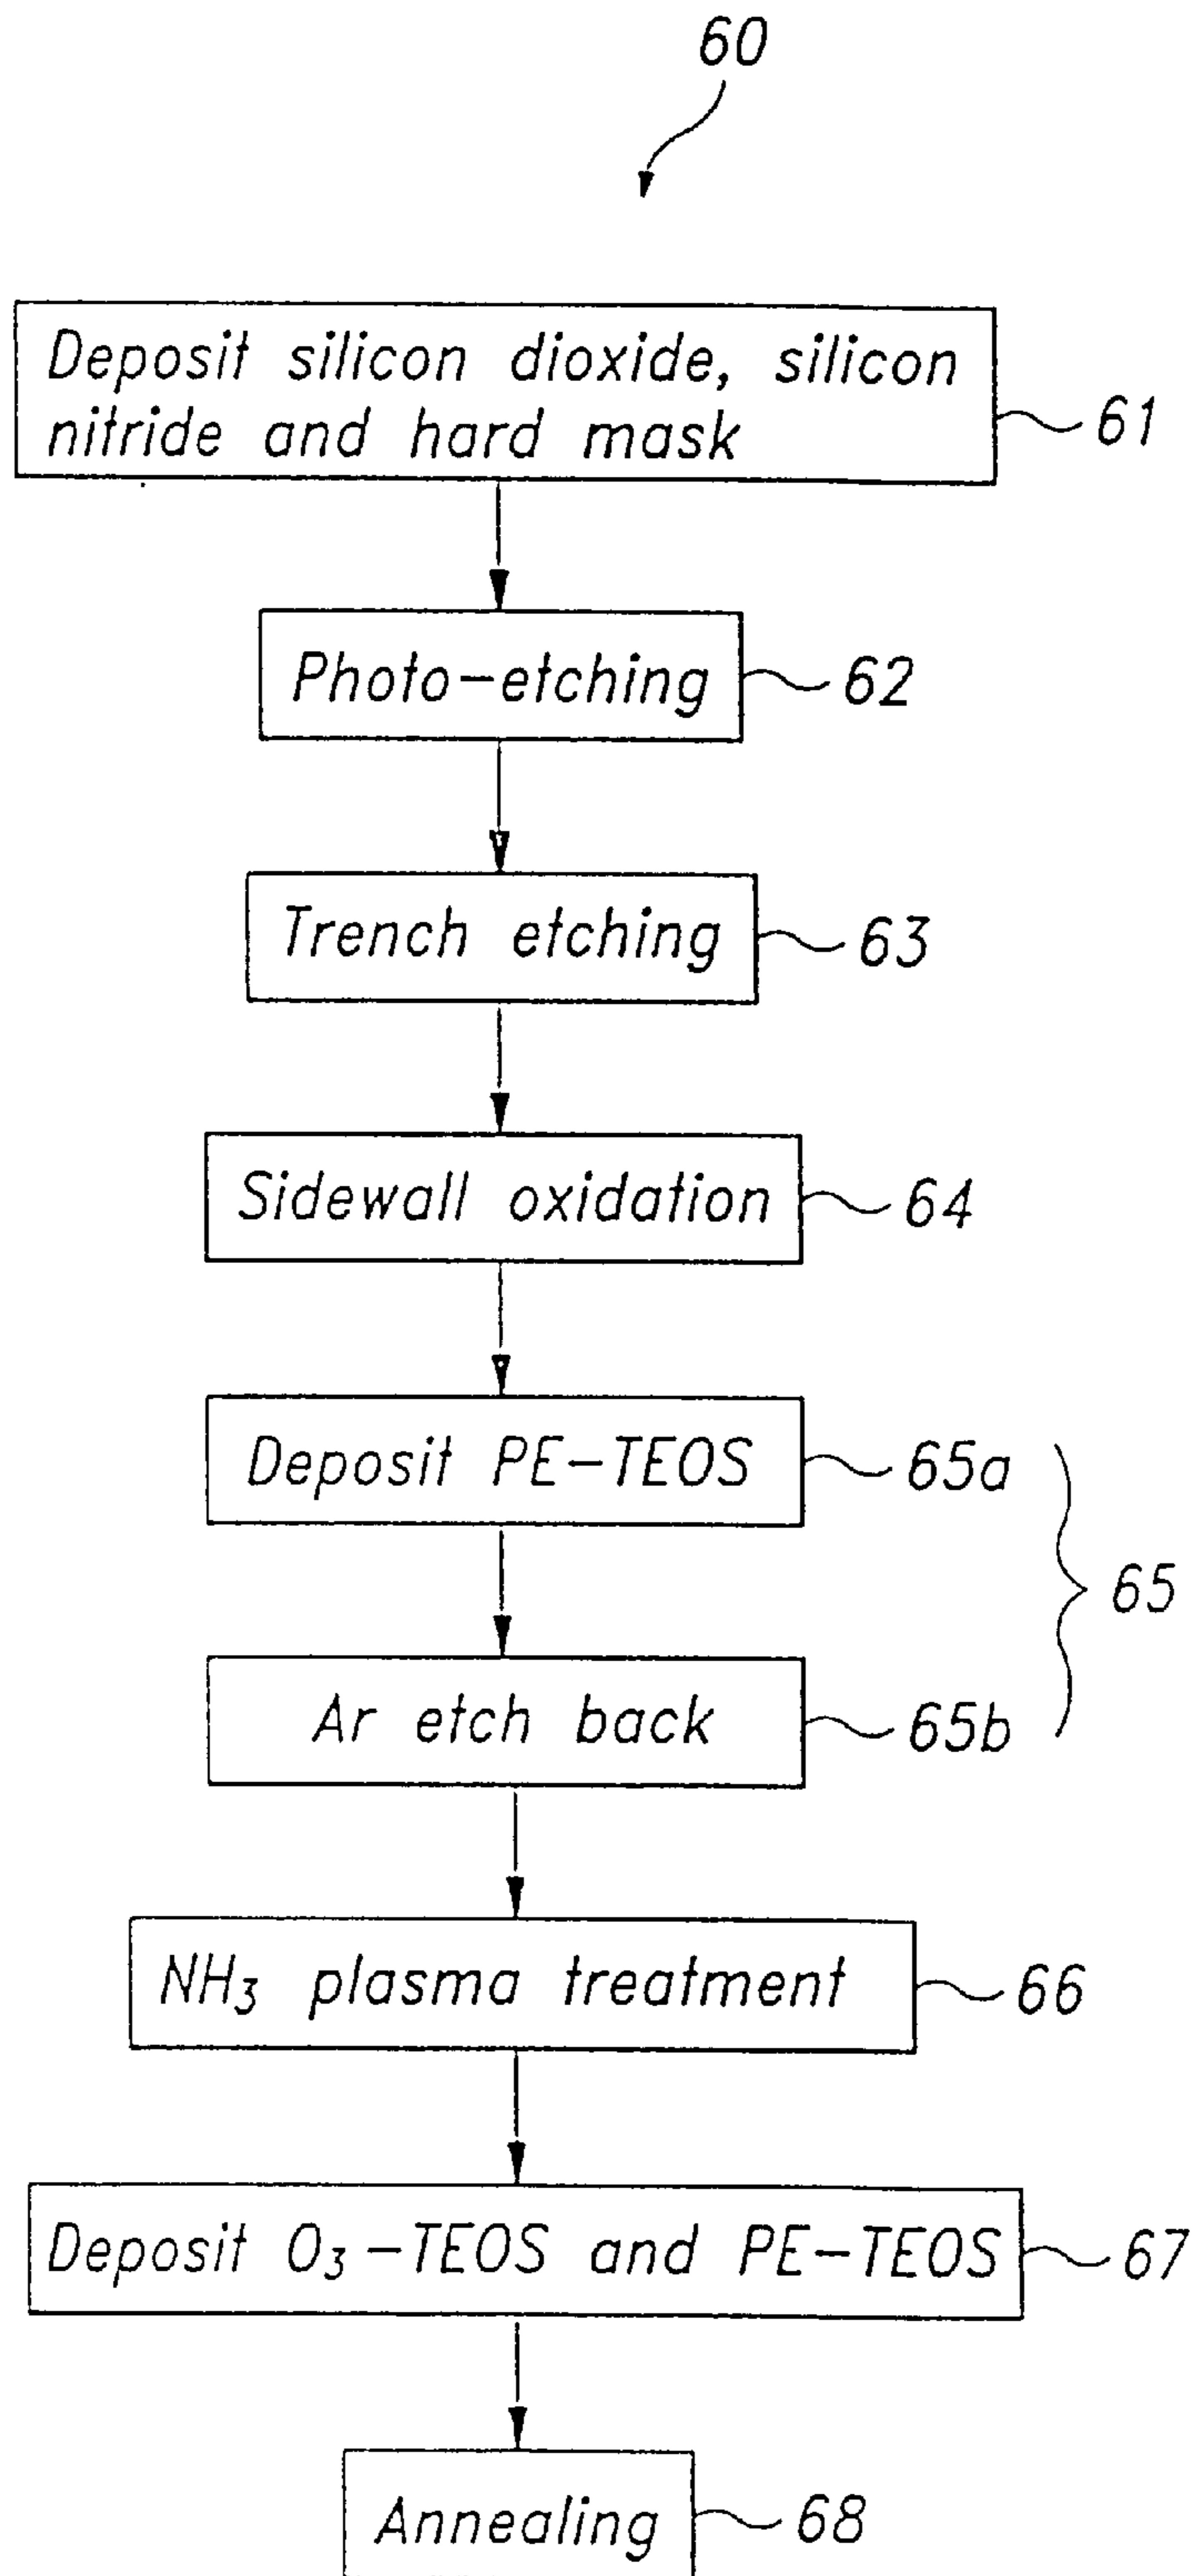 60
Deposit silicon dioxide, silicon
nitride and hard mask
61
Photo-etching
62
Trench etching
63
Sidewall oxidation
64
Deposit PE-TEOS
65a
65
Ar etch back
65b
NH₃ plasma treatment
66
Deposit O₃-TEOS and PE-TEOS
67
Annealing
68